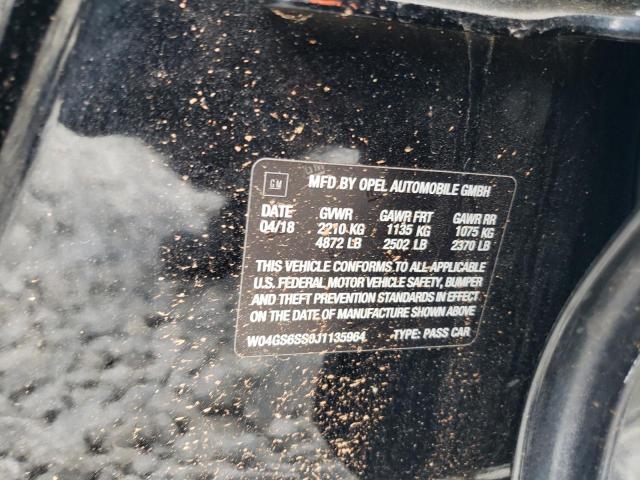 GM
MFD BY OPEL AUTOMOBILE GMBH
DATE GVWR GAWR FRT GAWR RR
04/18 2210 KG 1135 KG 1075 KG
4872 LB 2502 LB 2370 LB
THIS VEHICLE CONFORMS TO ALL APPLICABLE
U.S. FEDERAL MOTOR VEHICLE SAFETY, BUMPER
AND THEFT PREVENTION STANDARDS IN EFFECT
ON THE DATE OF MANUFACTURE SHOWN ABOVE
W04GS6SS0J1135964 TYPE: PASS CAR